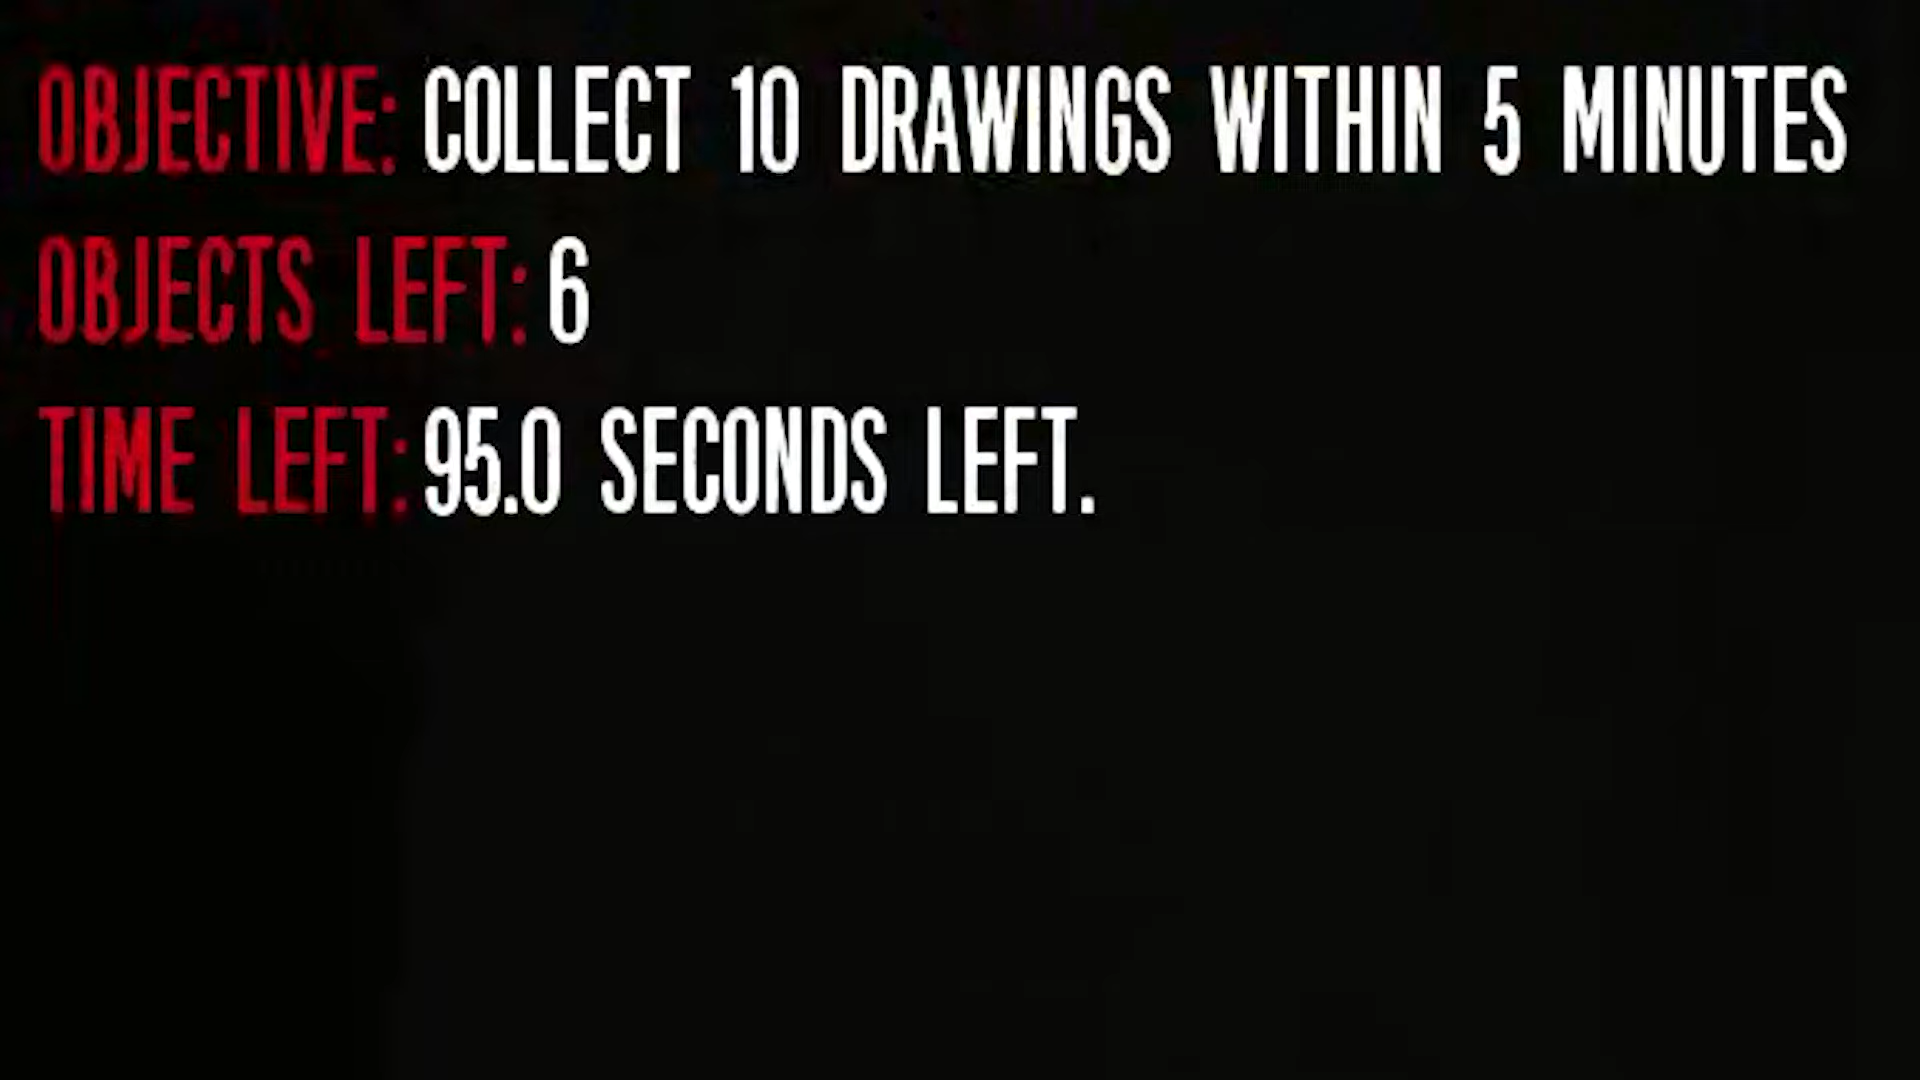 OBJECTIVE: COLLECT 10 DRAWINGS WITHIN 5 MINUTES
OBJECTS LEFT: 6
TIME LEFT: 95.0 SECONDS LEFT.